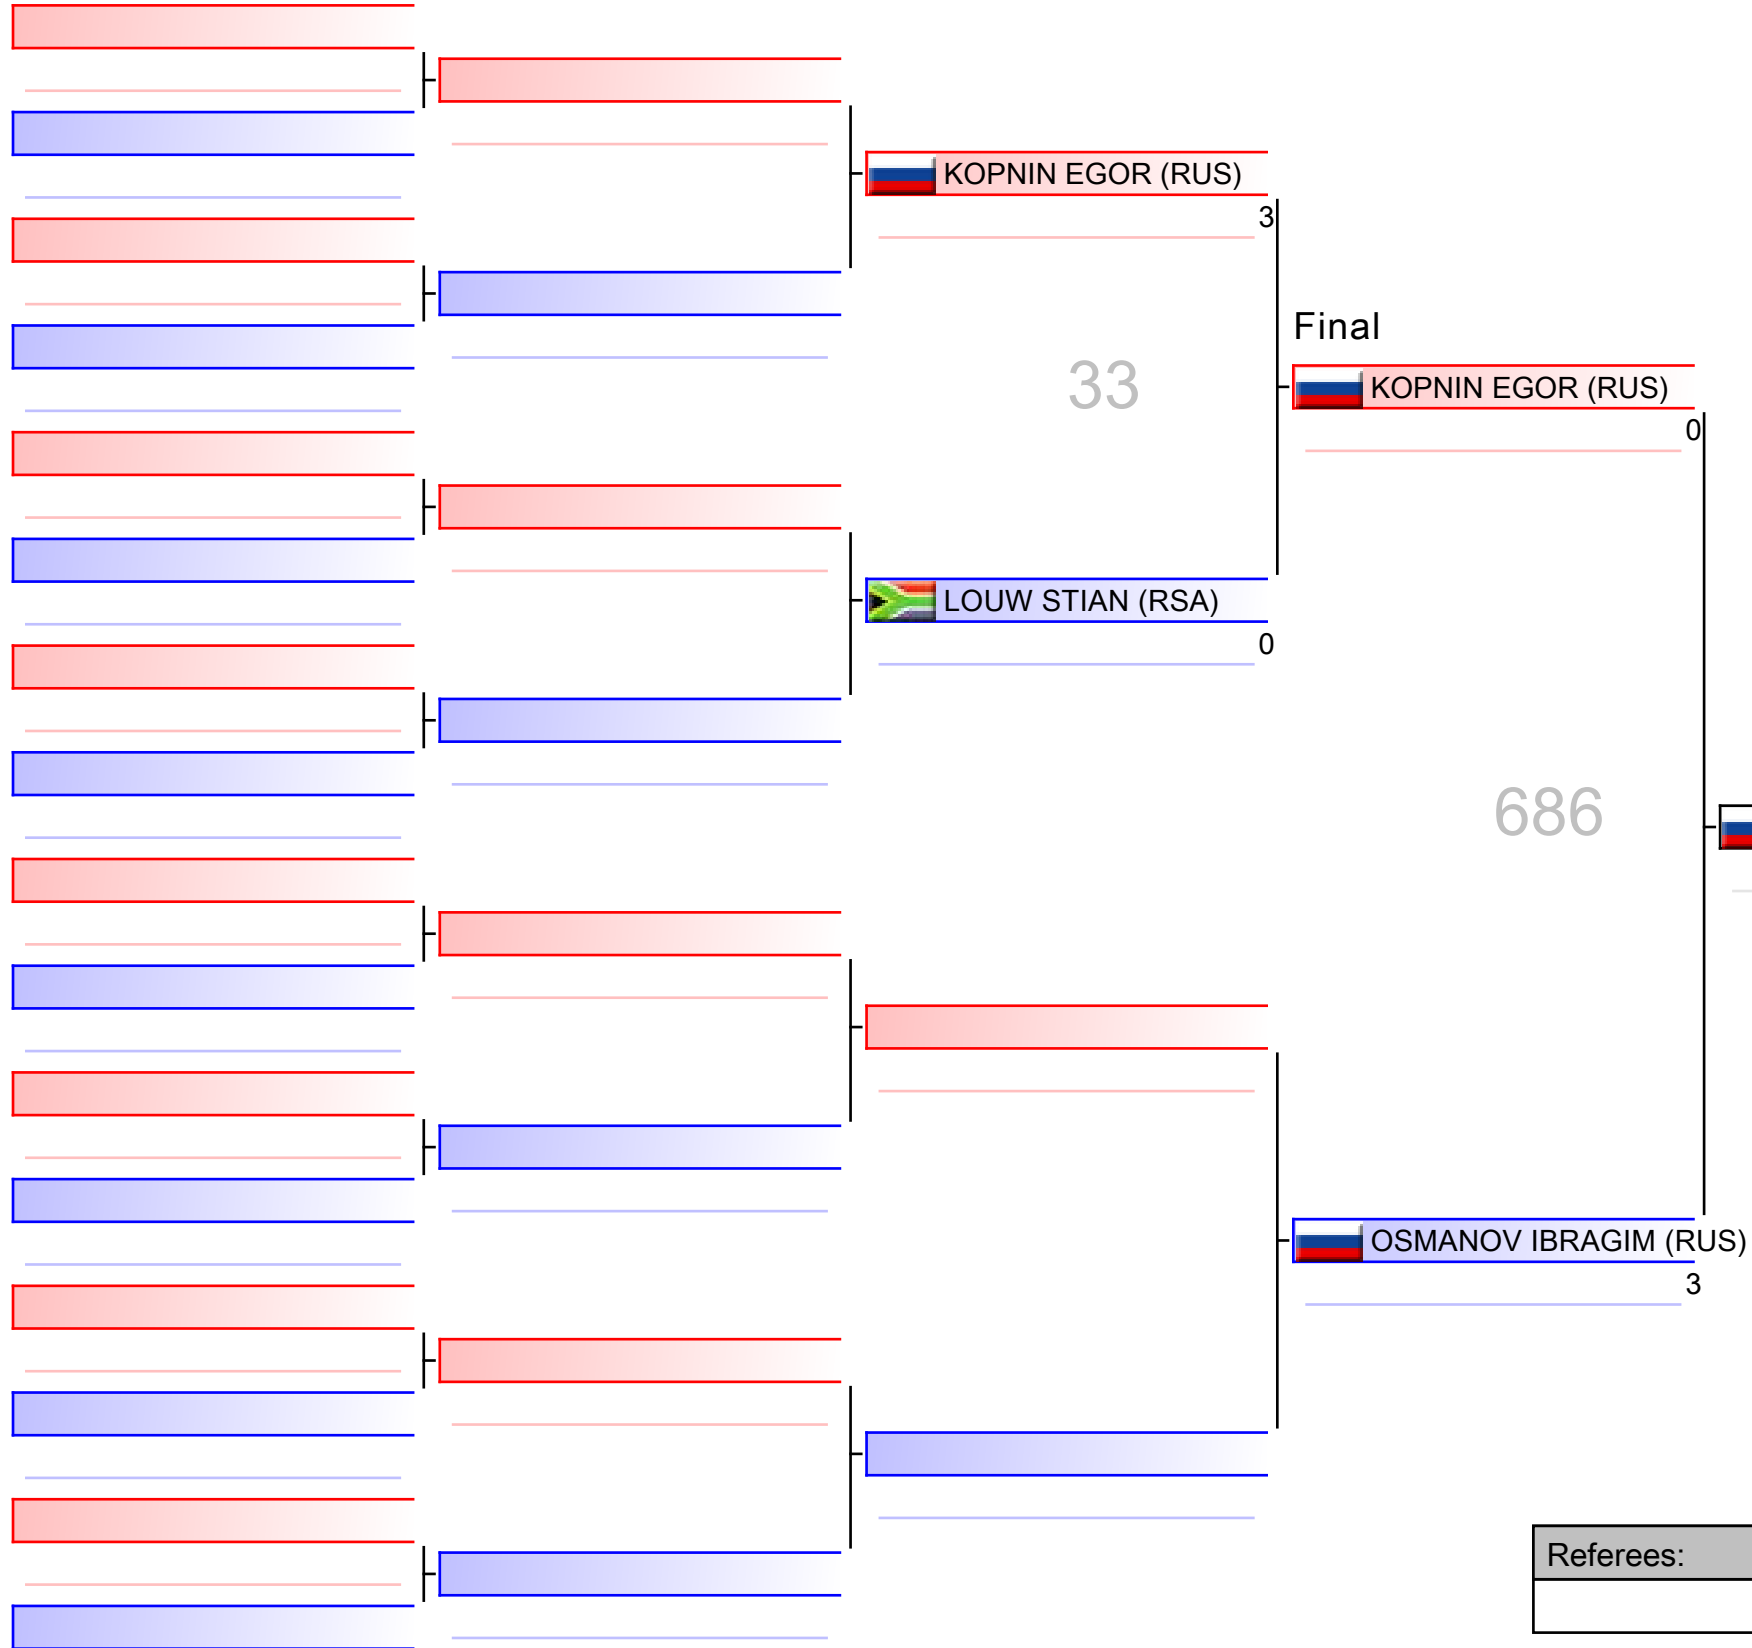 KOPNIN EGOR (RUS)
3
Final
33
KOPNIN EGOR (RUS)
0
LOUW STIAN (RSA)
0
686
OSMANOV IBRAGIM (RUS)
3
Referees: